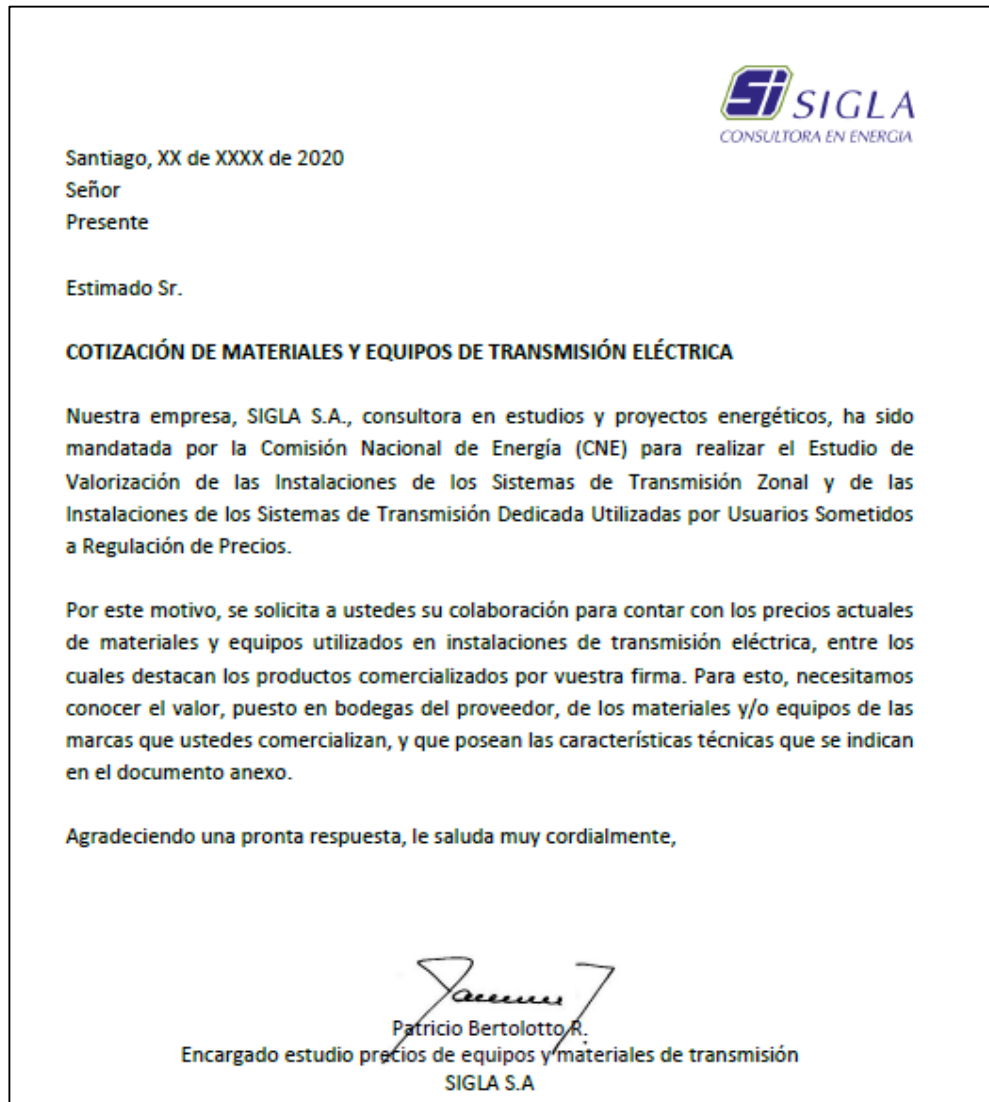 Si SIGLA
CONSULTORA EN ENERGIA
Santiago, XX de XXXX de 2020
Señor
Presente
Estimado Sr.
COTIZACIÓN DE MATERIALES Y EQUIPOS DE TRANSMISIÓN ELÉCTRICA
Nuestra empresa, SIGLA S.A., consultora en estudios y proyectos energéticos, ha sido
mandatada por la Comisión Nacional de Energía (CNE) para realizar el Estudio de
Valorización de las Instalaciones de los Sistemas de Transmisión Zonal y de las
Instalaciones de los Sistemas de Transmisión Dedicada Utilizadas por Usuarios Sometidos
a Regulación de Precios.
Por este motivo, se solicita a ustedes su colaboración para contar con los precios actuales
de materiales y equipos utilizados en instalaciones de transmisión eléctrica, entre los
cuales destacan los productos comercializados por vuestra firma. Para esto, necesitamos
conocer el valor, puesto en bodegas del proveedor, de los materiales y/o equipos de las
marcas que ustedes comercializan, y que posean las características técnicas que se indican
en el documento anexo.
Agradeciendo una pronta respuesta, le saluda muy cordialmente,
Patricio Bertolotto R.
Encargado estudio precios de equipos y materiales de transmisión
SIGLA S.A